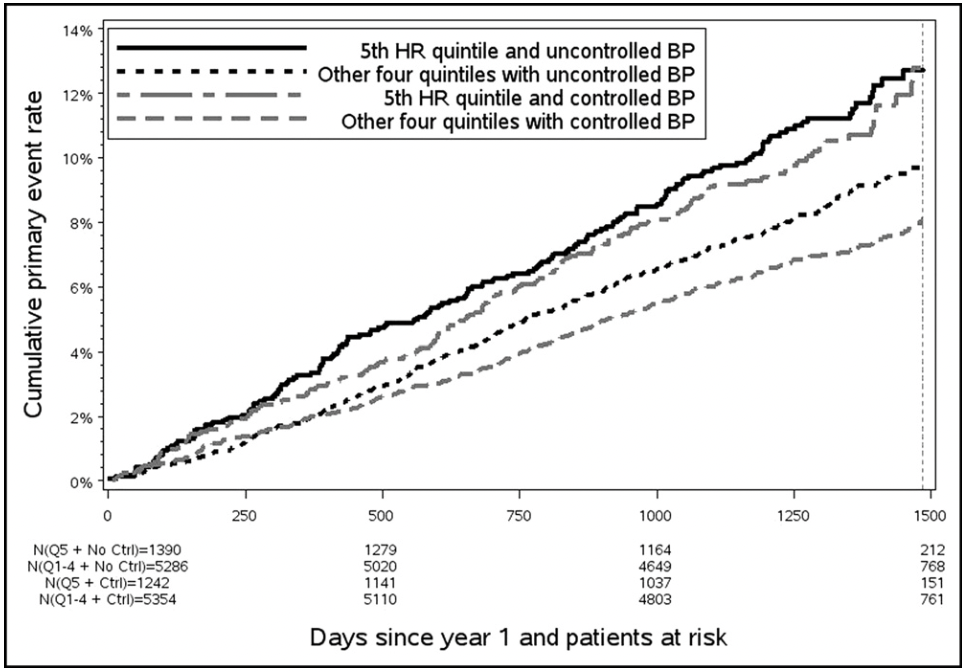 14%
12%
10%
8%
6%
4%
2%
0%
Cumulative primary event rate
5th HR quintile and uncontrolled BP
Other four quintiles with uncontrolled BP
5th HR quintile and controlled BP
Other four quintiles with controlled BP
0 250 500 750 1000 1250 1500
N(Q5 + No Ctrl)=1390 1279 1164 212
N(Q1-4 + No Ctrl)=5286 5020 4649 768
N(Q5 + Ctrl)=1242 1141 1037 151
N(Q1-4 + Ctrl)=5354 5110 4803 761
Days since year 1 and patients at risk